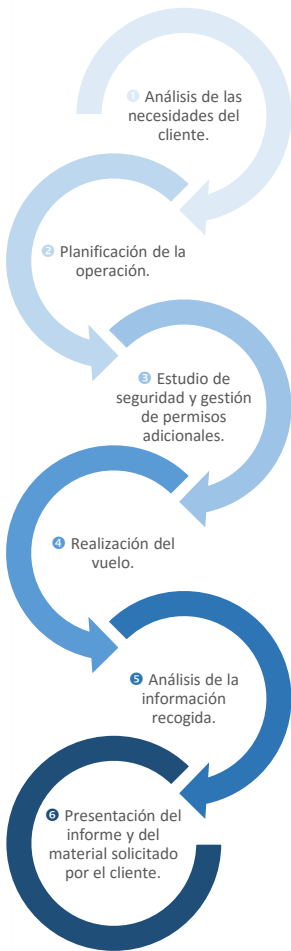 ❶ Análisis de las
necesidades del
cliente.
❷ Planificación de la
operación.
❸ Estudio de
seguridad y gestión
de permisos
adicionales.
❹ Realización del
vuelo.
❺ Análisis de la
información
recogida.
❻ Presentación del
informe y del
material solicitado
por el cliente.